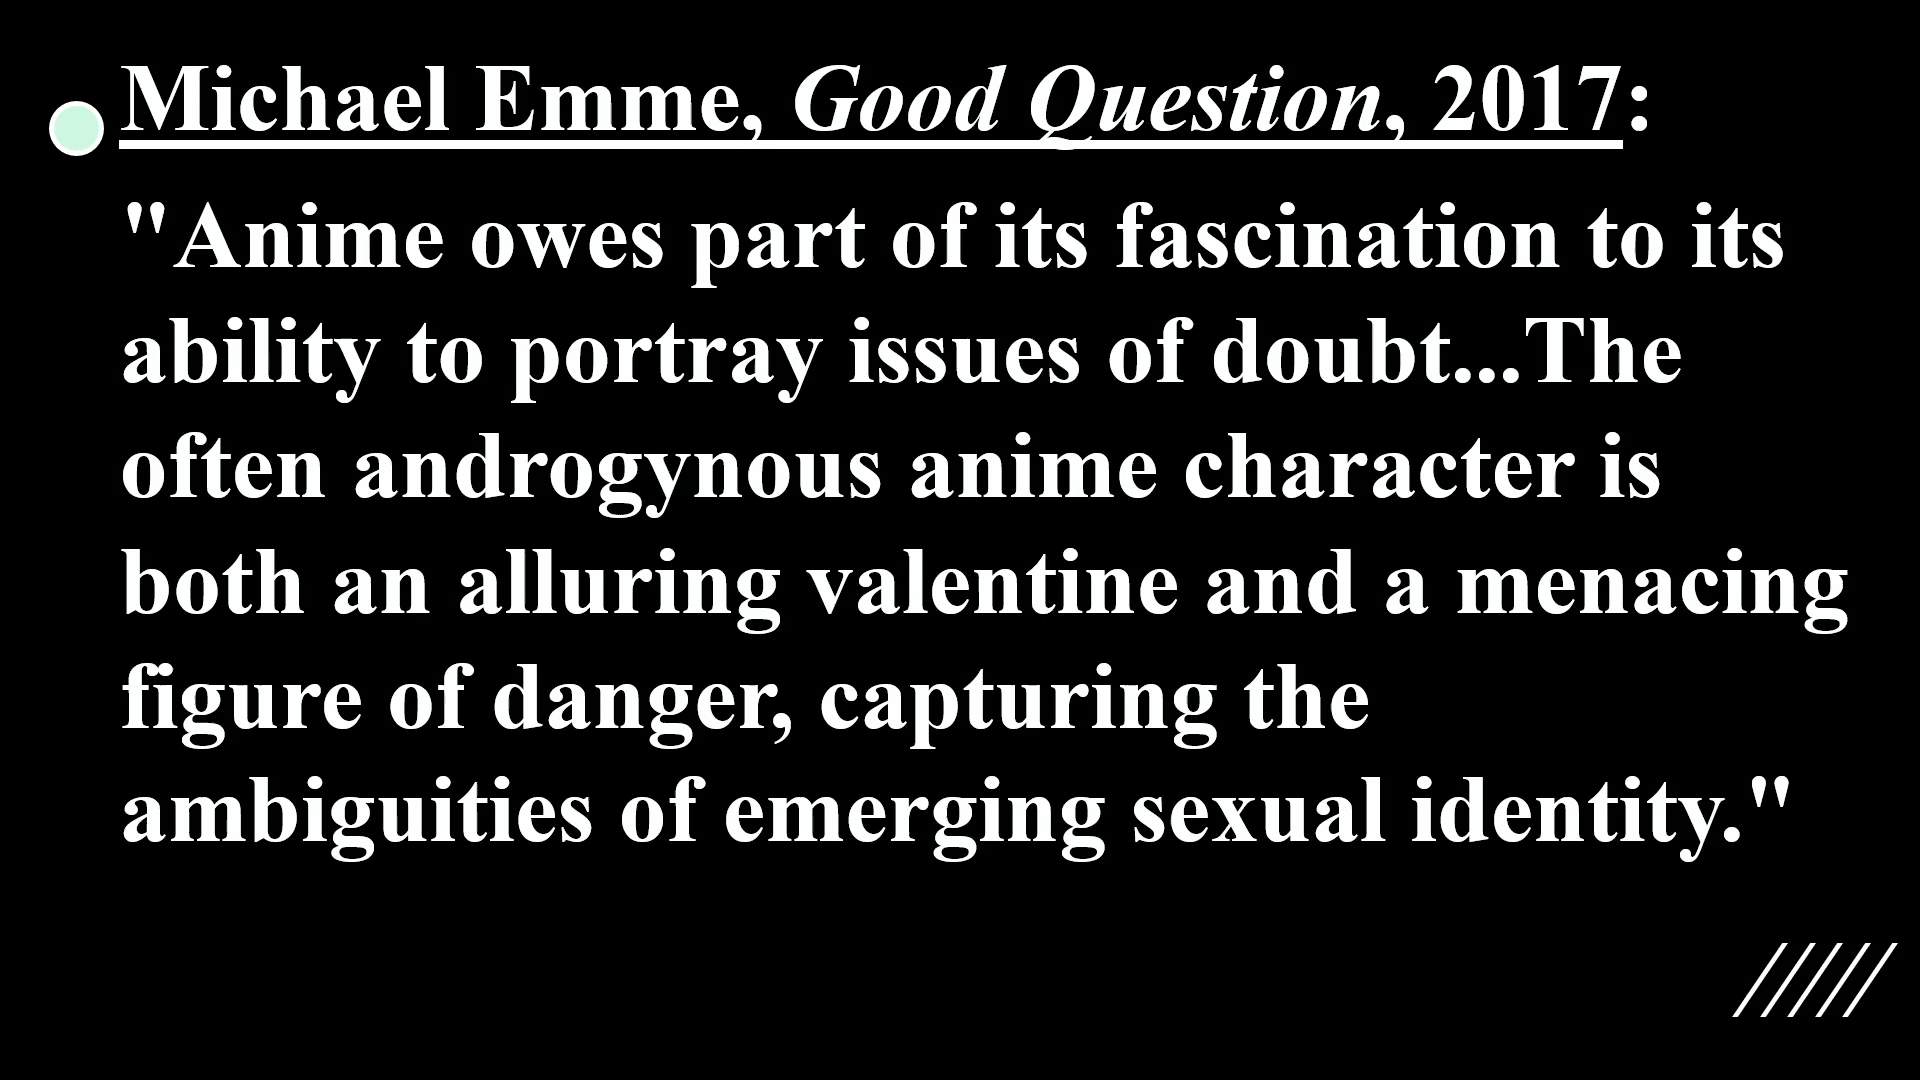 Michael Emme, Good Question, 2017:
"Anime owes part of its fascination to its
ability to portray issues of doubt...The
often androgynous anime character is
both an alluring valentine and a menacing
figure of danger, capturing the
ambiguities of emerging sexual identity."